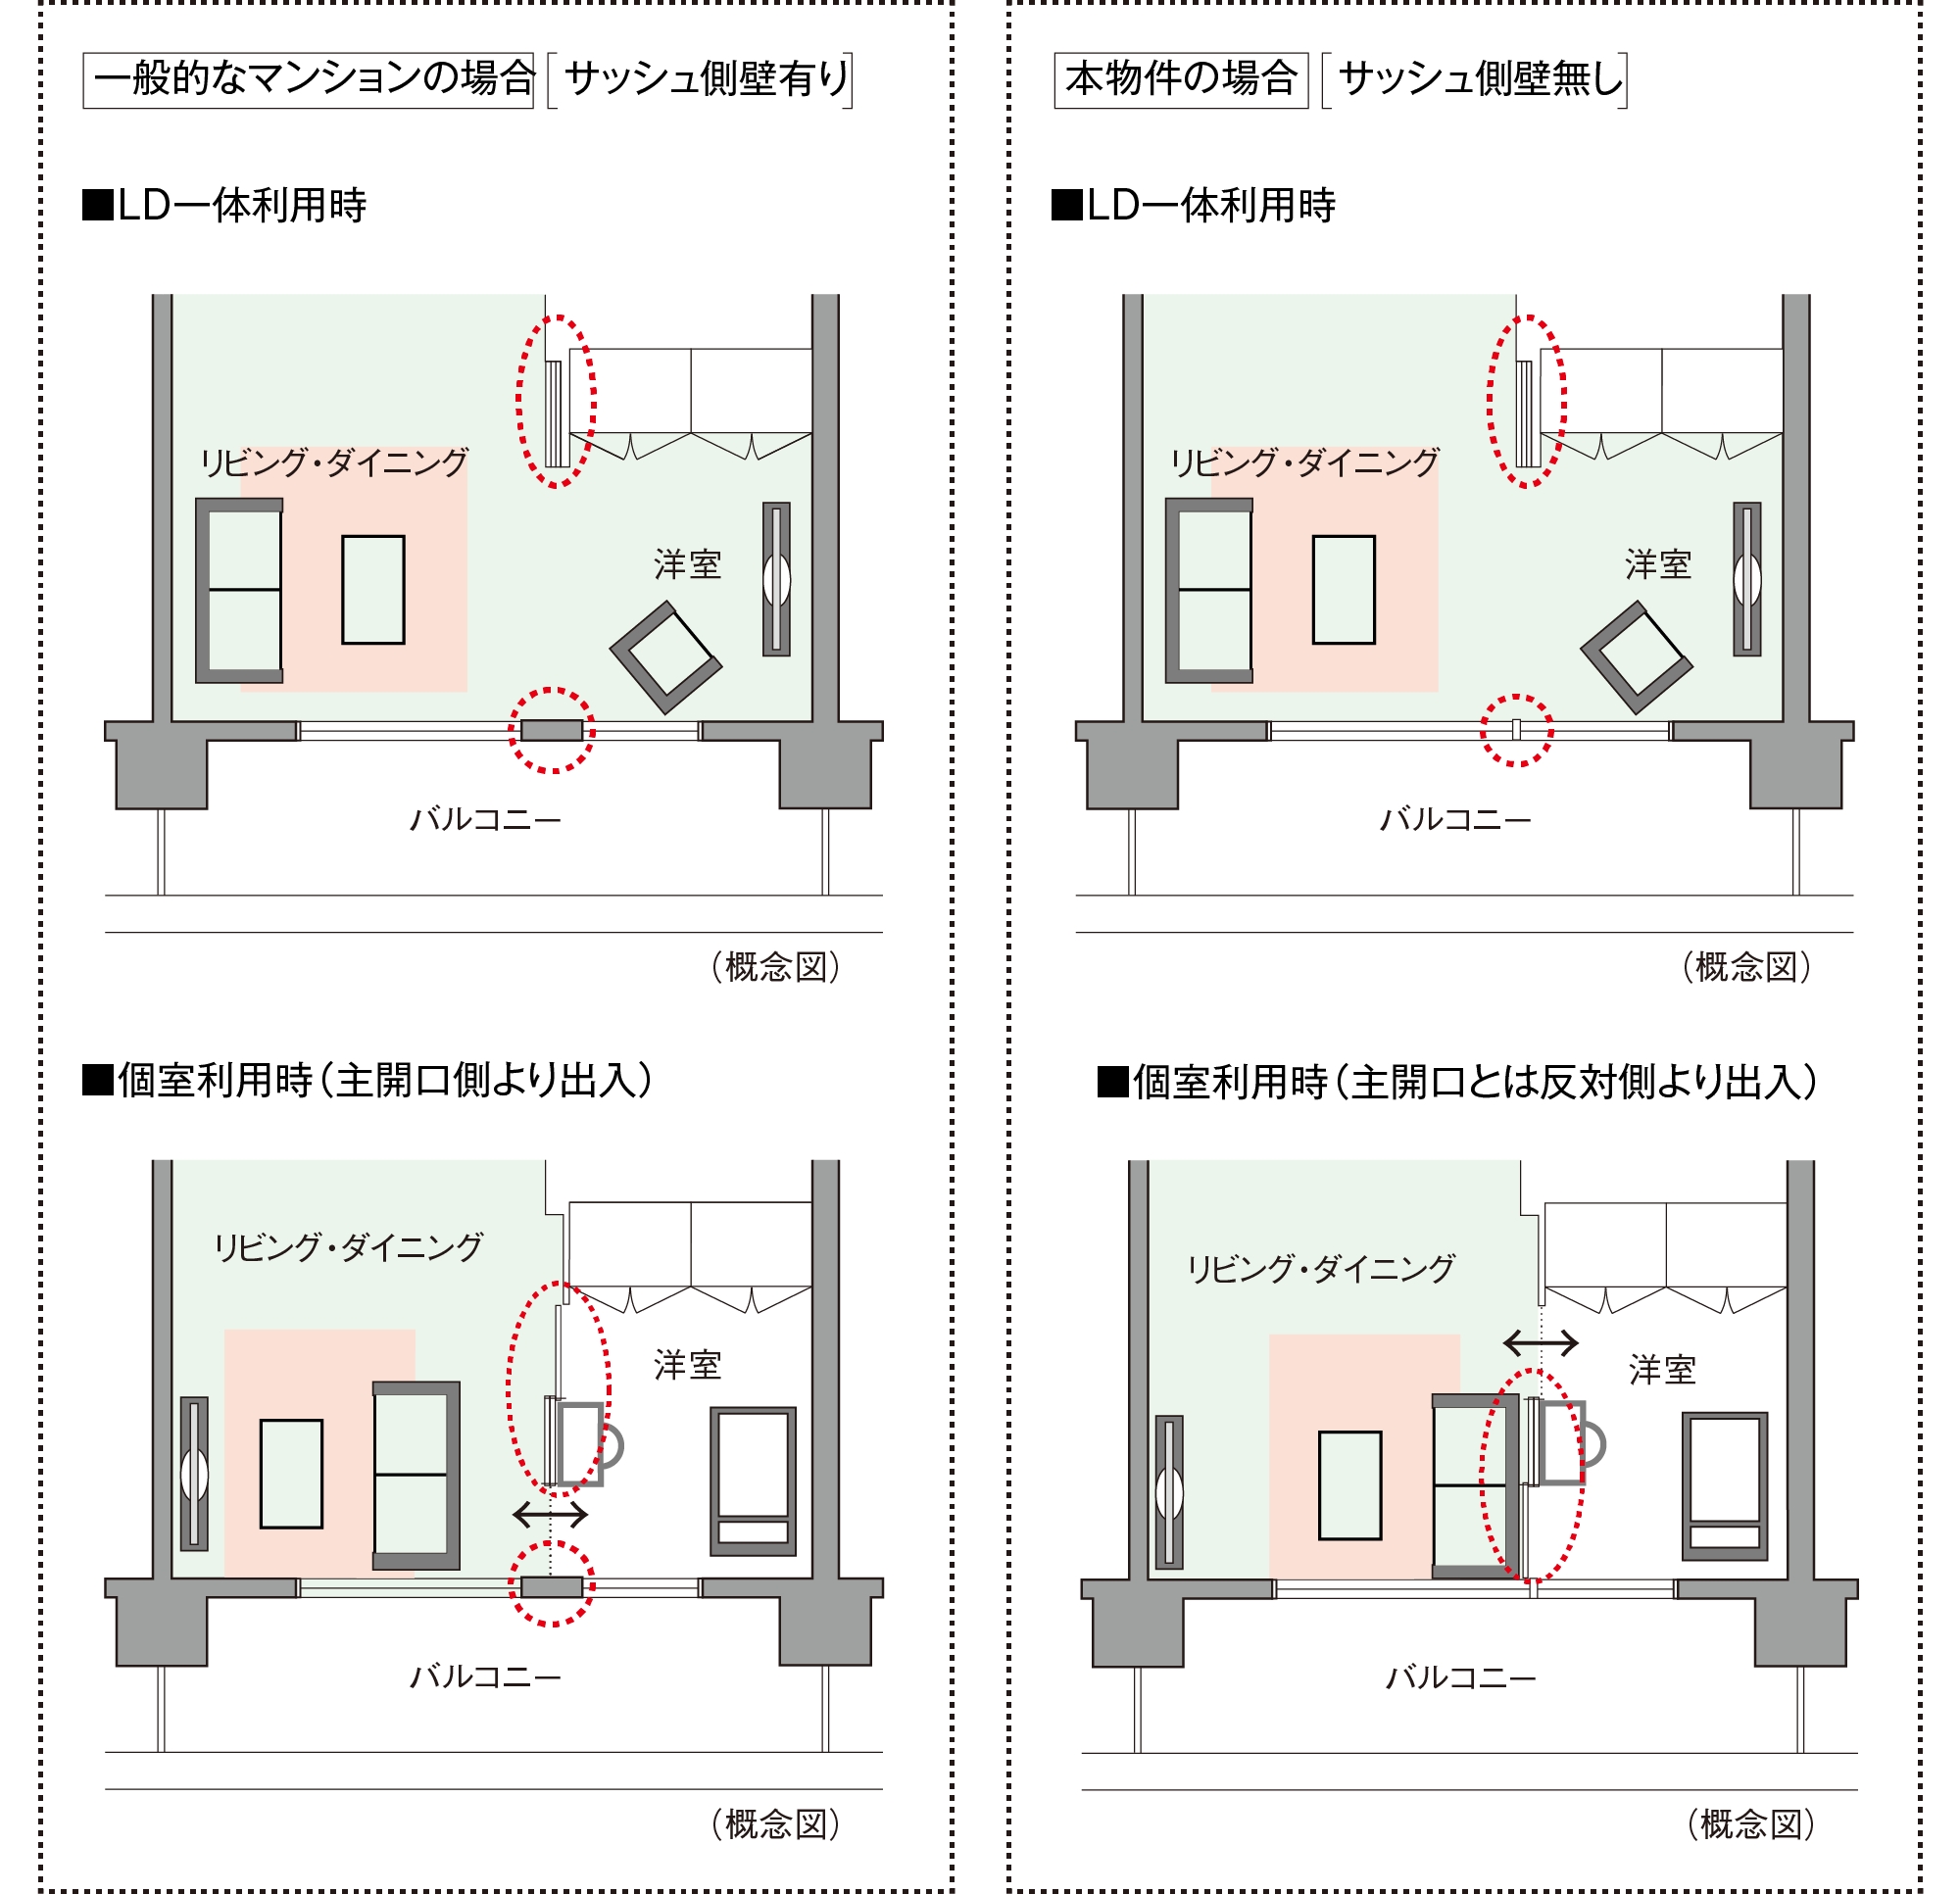 一般的なマンションの場合 サッシュ側壁有り
■LD一体利用時
リビング・ダイニング
洋室
バルコニー
（概念図）
■個室利用時（主開口側より出入）
リビング・ダイニング
洋室
バルコニー
（概念図）
本物件の場合 サッシュ側壁無し
■LD一体利用時
リビング・ダイニング
洋室
バルコニー
（概念図）
■個室利用時（主開口とは反対側より出入）
リビング・ダイニング
洋室
バルコニー
（概念図）